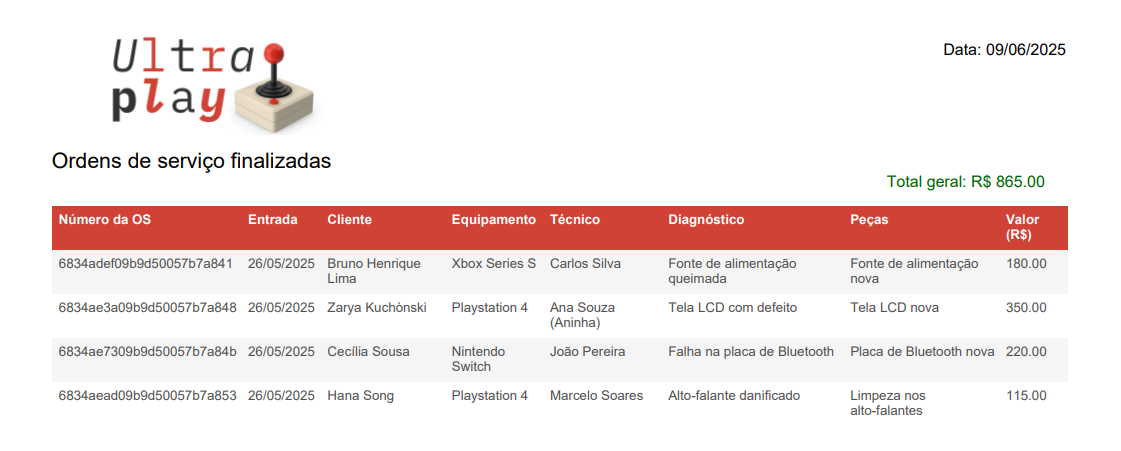 Ultra
play
Data: 09/06/2025
Ordens de serviço finalizadas
Total geral: R$ 865.00
Número da OS Entrada Cliente Equipamento Técnico Diagnóstico Peças Valor (R$)
6834adef09b9d50057b7a841 26/05/2025 Bruno Henrique Lima Xbox Series S Carlos Silva Fonte de alimentação queimada Fonte de alimentação nova 180.00
6834ae3a09b9d50057b7a848 26/05/2025 Zarya Kuchònski Playstation 4 Ana Souza (Aninha) Tela LCD com defeito Tela LCD nova 350.00
6834ae7309b9d50057b7a84b 26/05/2025 Cecília Sousa Nintendo Switch João Pereira Falha na placa de Bluetooth Placa de Bluetooth nova 220.00
6834aead09b9d50057b7a853 26/05/2025 Hana Song Playstation 4 Marcelo Soares Alto-falante danificado Limpeza nos alto-falantes 115.00